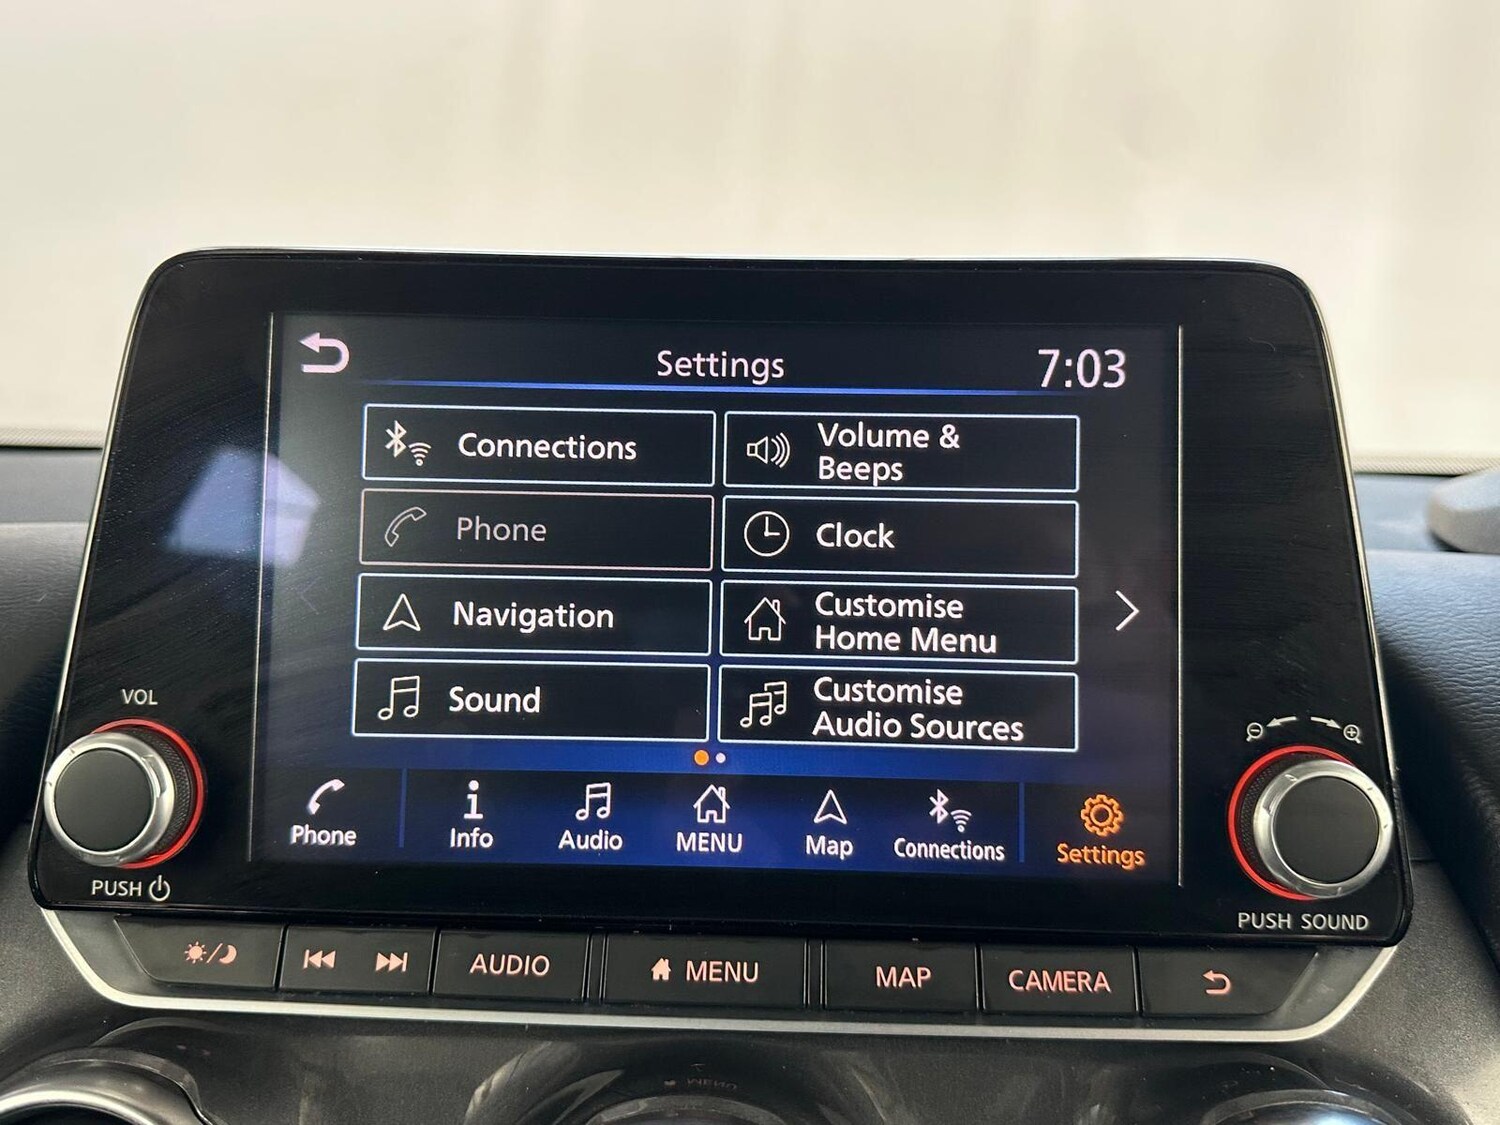 Settings
7:03
Connections
Volume &
Beeps
Phone
Clock
Navigation
Customise
Home Menu
Sound
Customise
Audio Sources
Phone
Info
Audio
MENU
Map
Connections
Settings
VOL
PUSH
PUSH SOUND
AUDIO
MENU
MAP
CAMERA